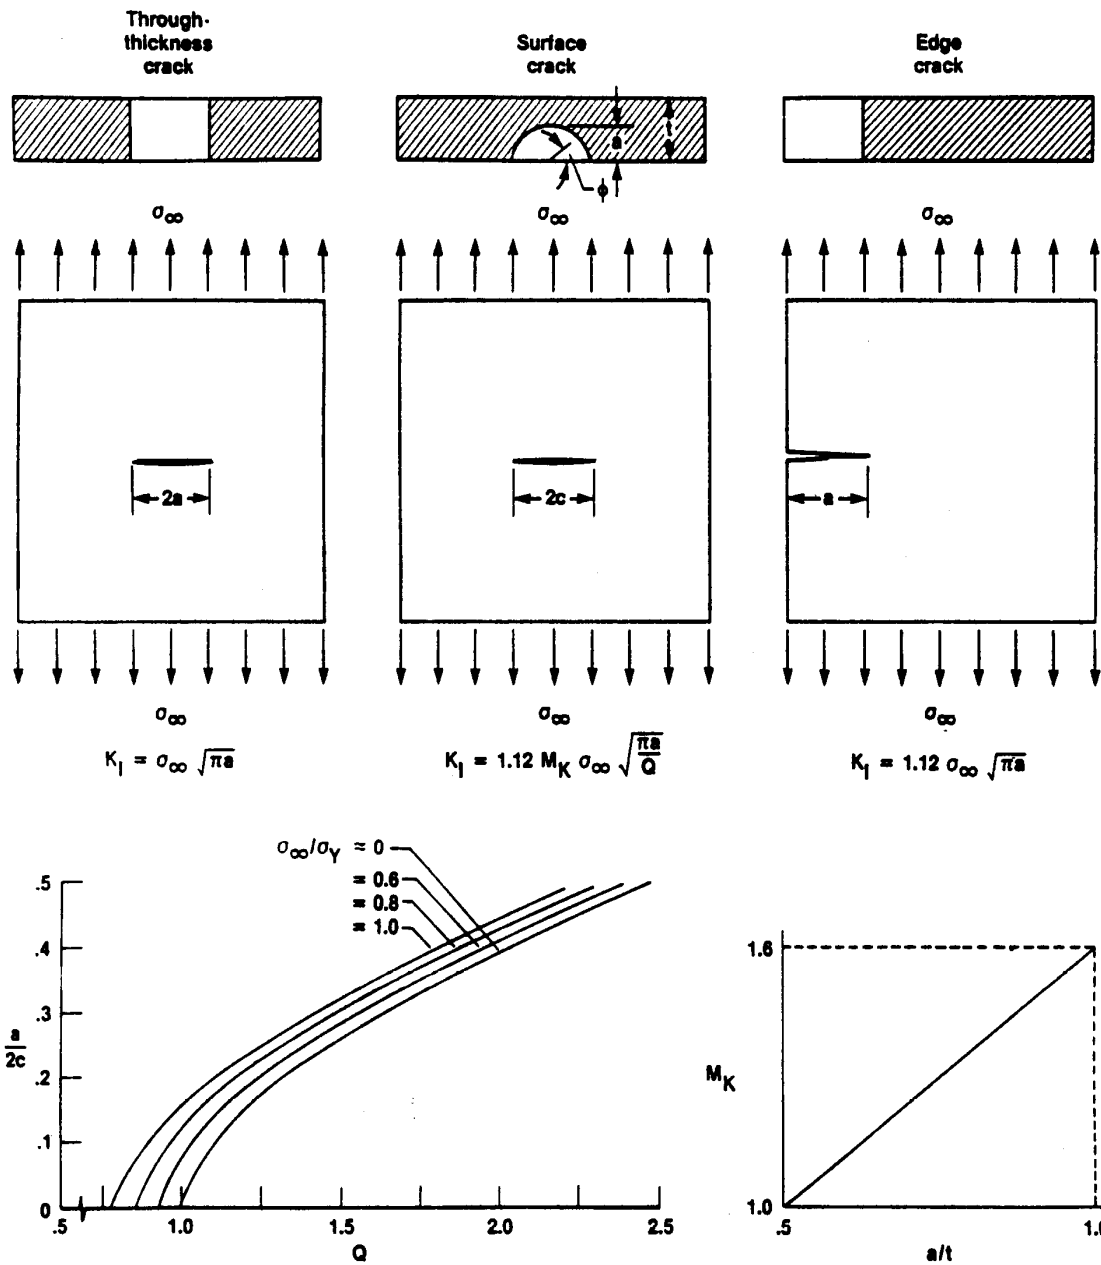 Through-
thickness
crack
Surface
crack
Edge
crack
a
t
ϕ
σ∞
σ∞
σ∞
2a
2c
a
σ∞
σ∞
σ∞
K_I = σ∞ √πa
K_I = 1.12 M_K σ∞ √(πa/Q)
K_I = 1.12 σ∞ √πa
σ∞/σ_Y ≈ 0
= 0.6
= 0.8
= 1.0
.5
.4
.3
.2
.1
0
a
2c
.5
1.0
1.5
2.0
2.5
Q
1.6
M_K
1.0
.5
1.0
a/t